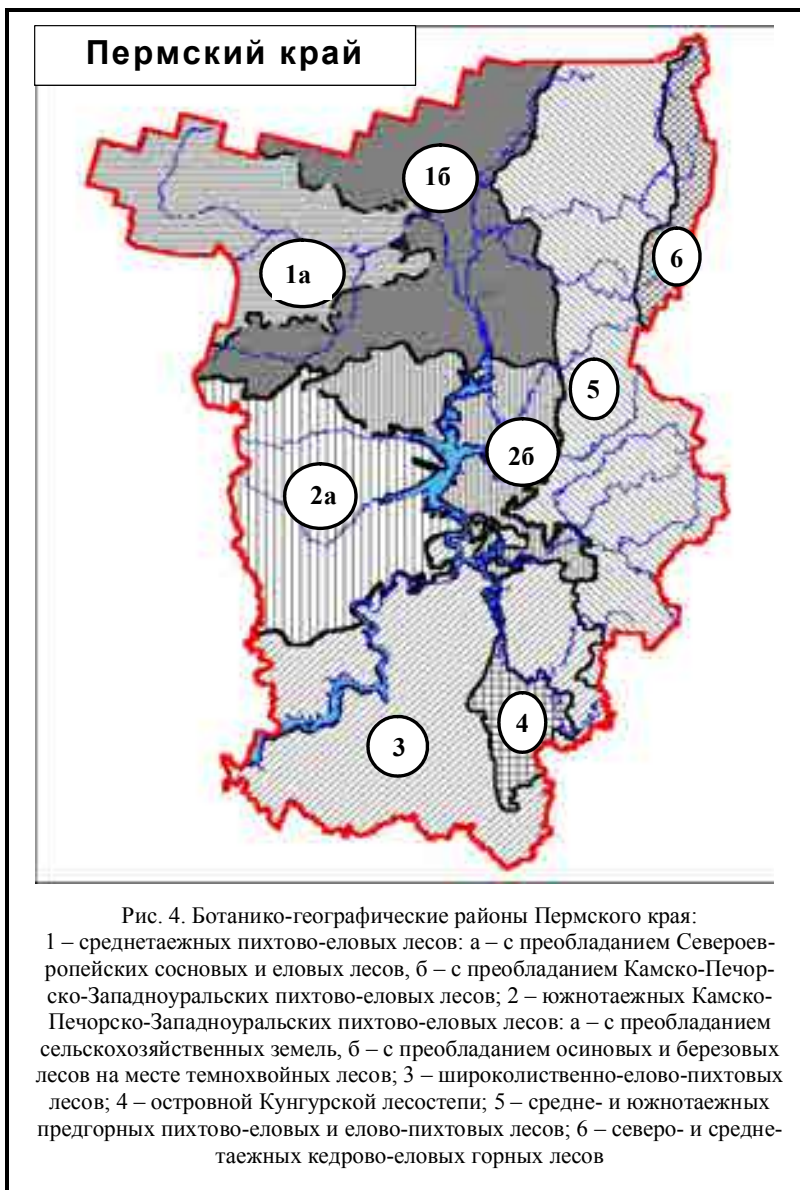 Пермский край
1б
1а
6
5
2б
2а
4
3
Рис. 4. Ботанико-географические районы Пермского края:
1 – среднетаежных пихтово-еловых лесов: а – с преобладанием Североев-
ропейских сосновых и еловых лесов, б – с преобладанием Камско-Печор-
ско-Западноуральских пихтово-еловых лесов; 2 – южнотаежных Камско-
Печорско-Западноуральских пихтово-еловых лесов: а – с преобладанием
сельскохозяйственных земель, б – с преобладанием осиновых и березовых
лесов на месте темнохвойных лесов; 3 – широколиственно-елово-пихтовых
лесов; 4 – островной Кунгурской лесостепи; 5 – средне- и южнотаежных
предгорных пихтово-еловых и елово-пихтовых лесов; 6 – северо- и средне-
таежных кедрово-еловых горных лесов